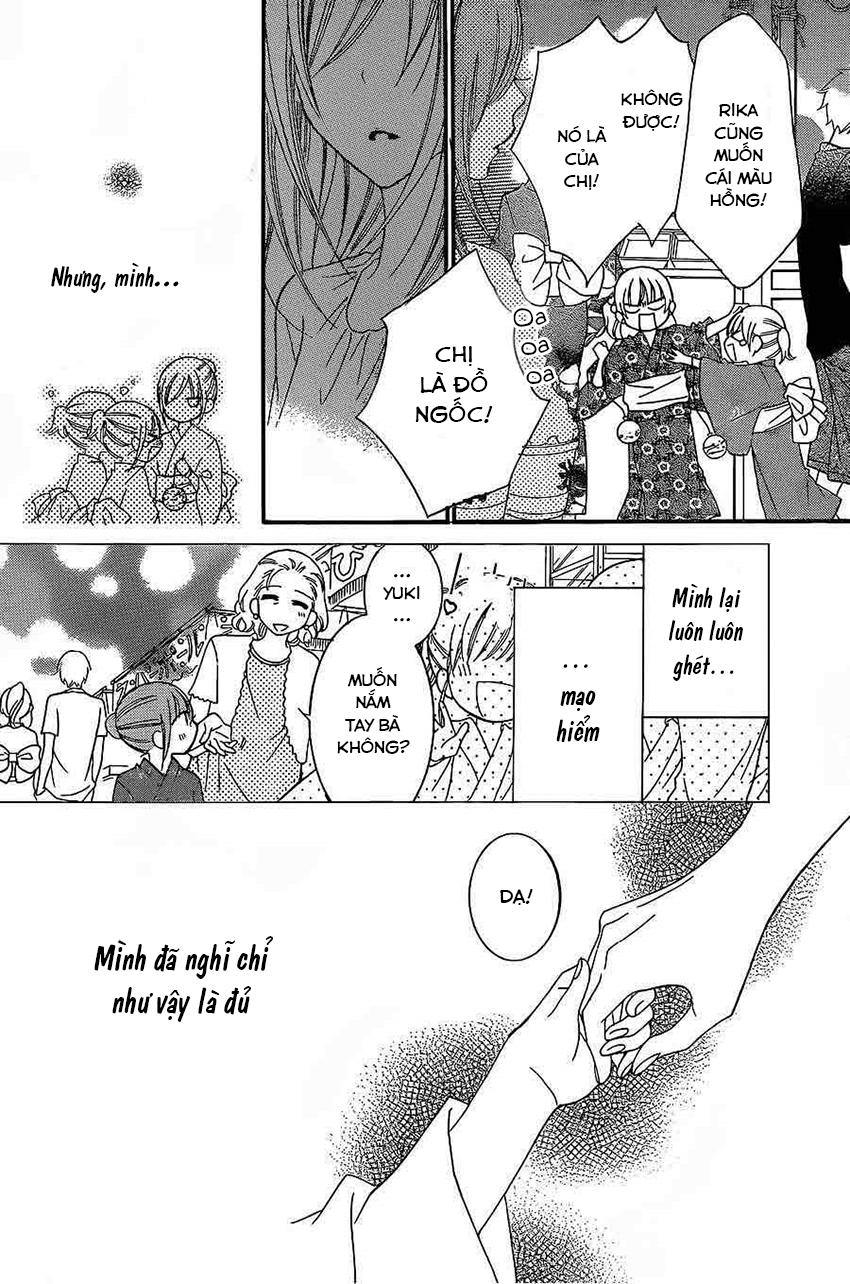 RIKA
CŨNG
MUỐN
CÁI MÀU
HỒNG!
KHÔNG
ĐƯỢC!
NÓ LÀ
CỦA CHỊ!
Oa
Oa
Oa
CHỊ
LÀ ĐỒ
NGỐC!
Nhưng, mình...
Mình lại
luôn luôn
ghét...
...
mạo
hiểm
...
YUKI
...
MUỐN
NẮM
TAY BÀ
KHÔNG?
DẠ!
Mình đã nghĩ chỉ
như vậy là đủ